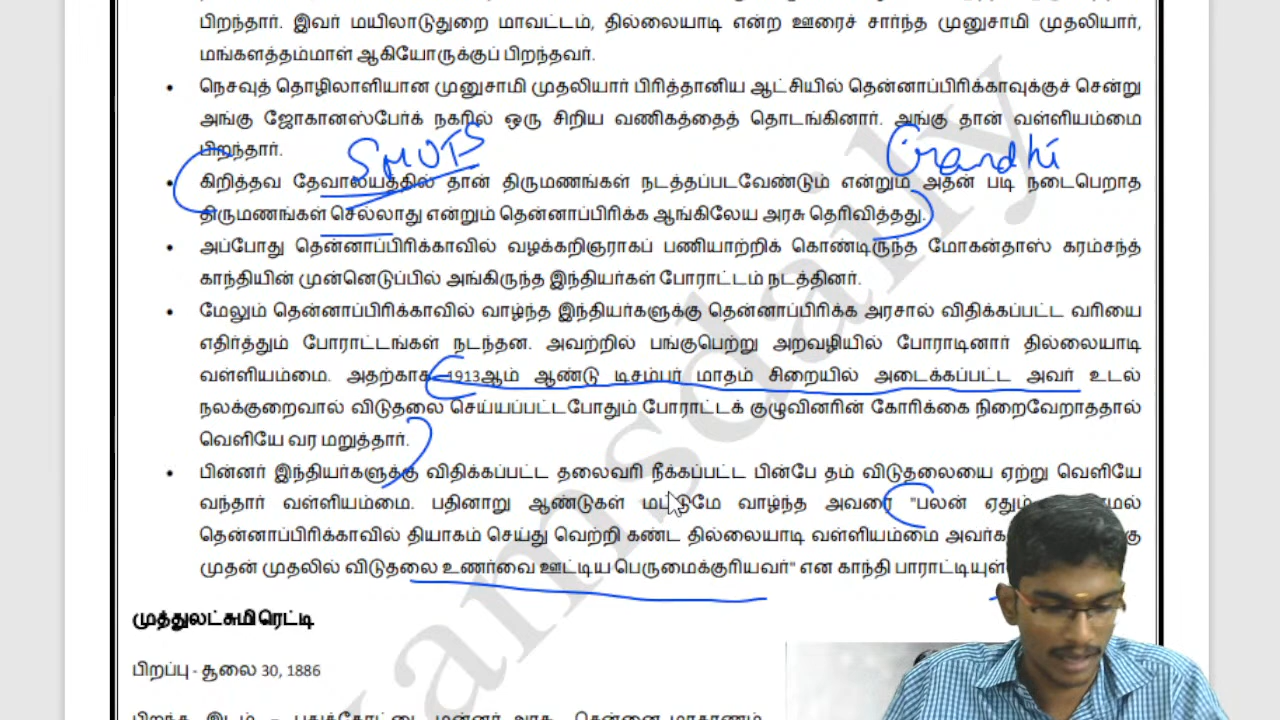 பிறந்தார். இவர் மயிலாடுதுறை மாவட்டம், தில்லையாடி என்ற ஊரைச் சார்ந்த முனுசாமி முதலியார்,
மங்களத்தம்மாள் ஆகியோருக்குப் பிறந்தவர்.
• நெசவுத் தொழிலாளியான முனுசாமி முதலியார் பிரித்தானிய ஆட்சியில் தென்னாப்பிரிக்காவுக்குச் சென்று
அங்கு ஜோகானஸ்பேர்க் நகரில் ஒரு சிறிய வணிகத்தைத் தொடங்கினார். அங்கு தான் வள்ளியம்மை
பிறந்தார்.
SMUTS
Grandhi
• கிறித்தவ தேவாலயத்தில் தான் திருமணங்கள் நடத்தப்படவேண்டும் என்றும் அதன் படி நடைபெறாத
திருமணங்கள் செல்லாது என்றும் தென்னாப்பிரிக்க ஆங்கிலேய அரசு தெரிவித்தது.
• அப்போது தென்னாப்பிரிக்காவில் வழக்கறிஞராகப் பணியாற்றிக் கொண்டிருந்த மோகன்தாஸ் கரம்சந்த்
காந்தியின் முன்னெடுப்பில் அங்கிருந்த இந்தியர்கள் போராட்டம் நடத்தினர்.
• மேலும் தென்னாப்பிரிக்காவில் வாழ்ந்த இந்தியர்களுக்கு தென்னாப்பிரிக்க அரசால் விதிக்கப்பட்ட வரியை
எதிர்த்தும் போராட்டங்கள் நடந்தன. அவற்றில் பங்குபெற்று அறவழியில் போராடினார் தில்லையாடி
வள்ளியம்மை. அதற்காக 1913ஆம் ஆண்டு டிசம்பர் மாதம் சிறையில் அடைக்கப்பட்ட அவர் உடல்
நலக்குறைவால் விடுதலை செய்யப்பட்டபோதும் போராட்டக் குழுவினரின் கோரிக்கை நிறைவேறாததால்
வெளியே வர மறுத்தார்.
• பின்னர் இந்தியர்களுக்கு விதிக்கப்பட்ட தலைவரி நீக்கப்பட்ட பின்பே தம் விடுதலையை ஏற்று வெளியே
வந்தார் வள்ளியம்மை. பதினாறு ஆண்டுகள் மட்டுமே வாழ்ந்த அவரை "பலன் ஏதும்
தென்னாப்பிரிக்காவில் தியாகம் செய்து வெற்றி கண்ட தில்லையாடி வள்ளியம்மை
முதன் முதலில் விடுதலை உணர்வை ஊட்டிய பெருமைக்குரியவர்" என காந்தி
முத்துலட்சுமி ரெட்டி
பிறப்பு - சூலை 30, 1886
பிறந்த இடம் – புதுக்கோட்டை மன்னர் அரசு, சென்னை மாகாணம்